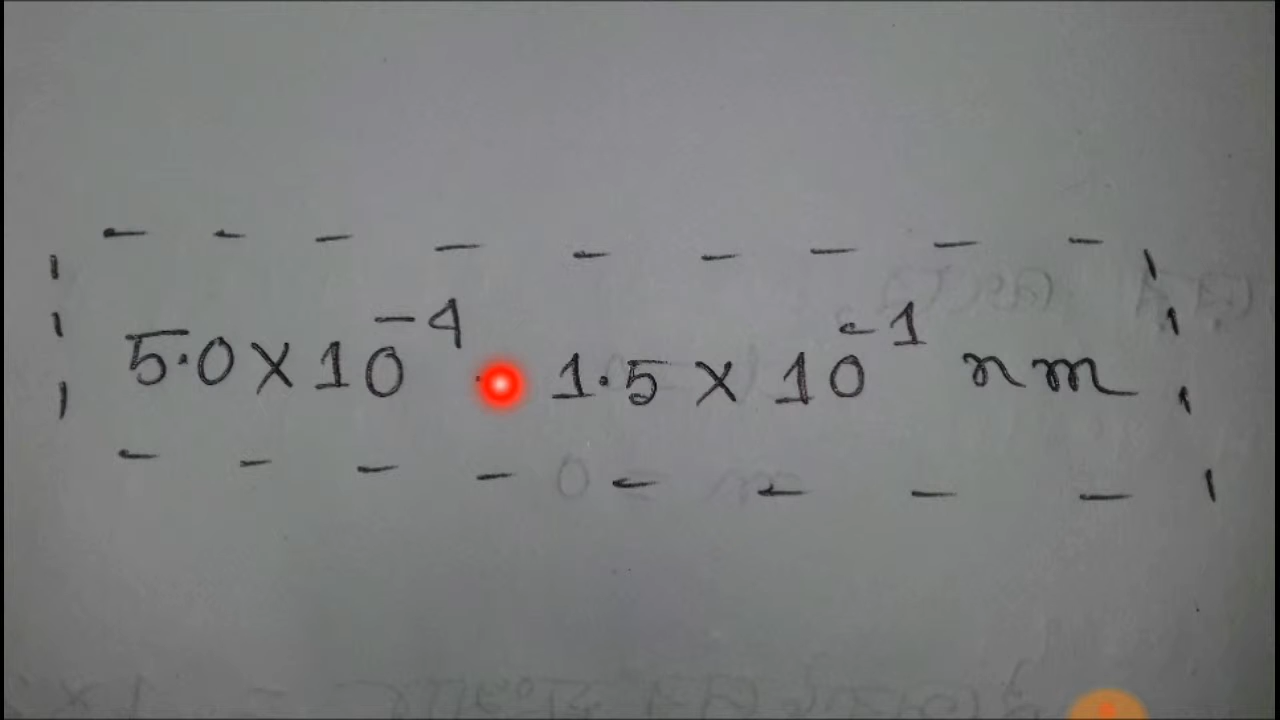 5.0 × 10⁻⁴ . 1.5 × 10⁻¹ nm